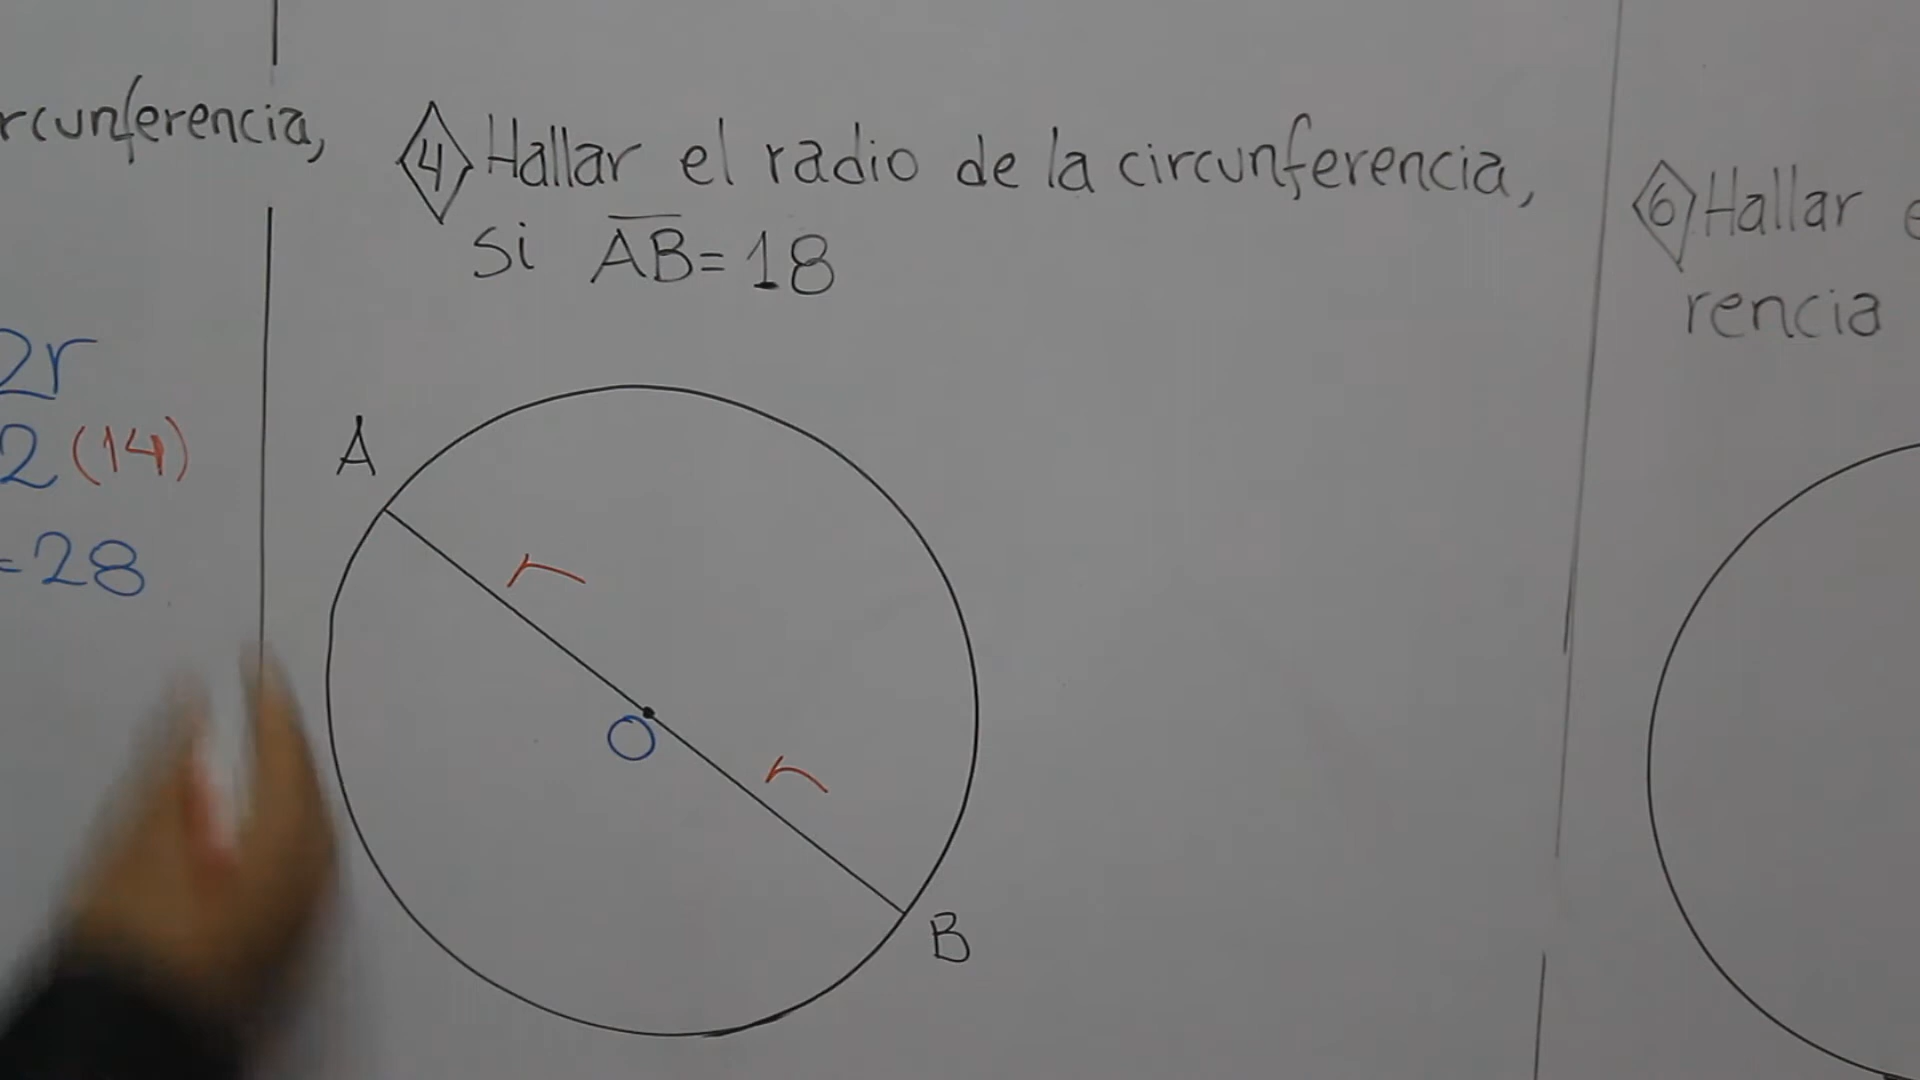 rcunferencia,
2r
2(14)
=28
4 Hallar el radio de la circunferencia,
si AB=18
A
r
O
r
B
6 Hallar e
rencia